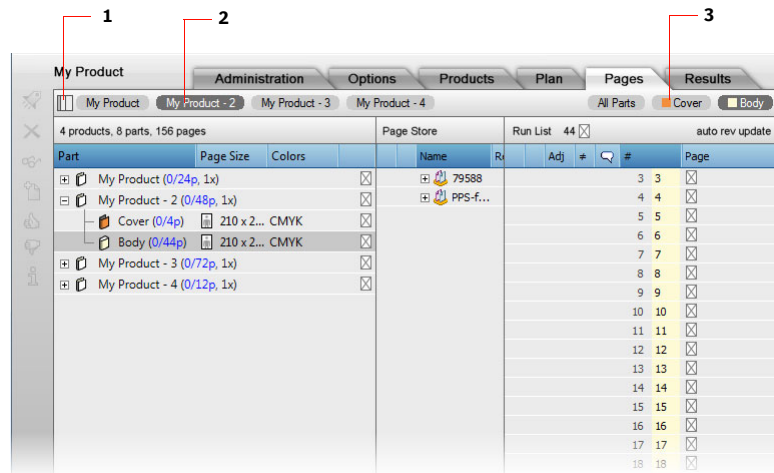 1 2 3
My Product Administration Options Products Plan Pages Results
My Product My Product - 2 My Product - 3 My Product - 4 All Parts Cover Body
4 products, 8 parts, 156 pages Page Store Run List 44 auto rev update
Part Page Size Colors Name Re Adj ≠ # Page
My Product (0/24p, 1x) 79588 3 3
My Product - 2 (0/48p, 1x) PPS-f... 4 4
Cover (0/4p) 210 x 2... CMYK 5 5
Body (0/44p) 210 x 2... CMYK 6 6
My Product - 3 (0/72p, 1x) 7 7
My Product - 4 (0/12p, 1x) 8 8
9 9
10 10
11 11
12 12
13 13
14 14
15 15
16 16
17 17
18 18